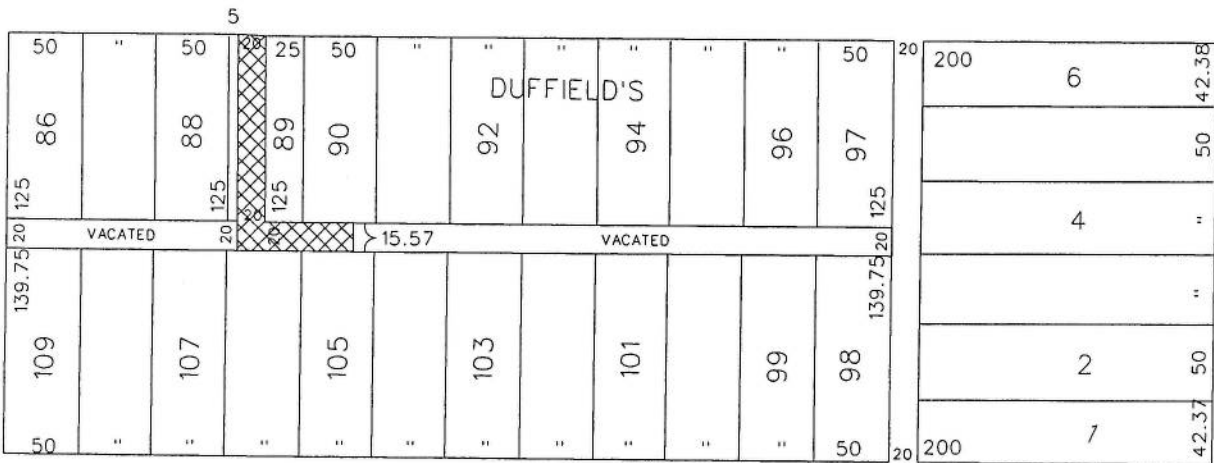 5
50 " 50 20 25 50 " " " " " " 50 20
200 6 42.38
DUFFIELD'S
86 88 89 90 92 94 96 97
50
125 125 125 125
20
4 "
20 VACATED 20 20 15.57 VACATED 20
139.75 139.75
"
109 107 105 103 101 99 98
2 50
50 " " " " " " " " " " 50 20
200 1 42.37